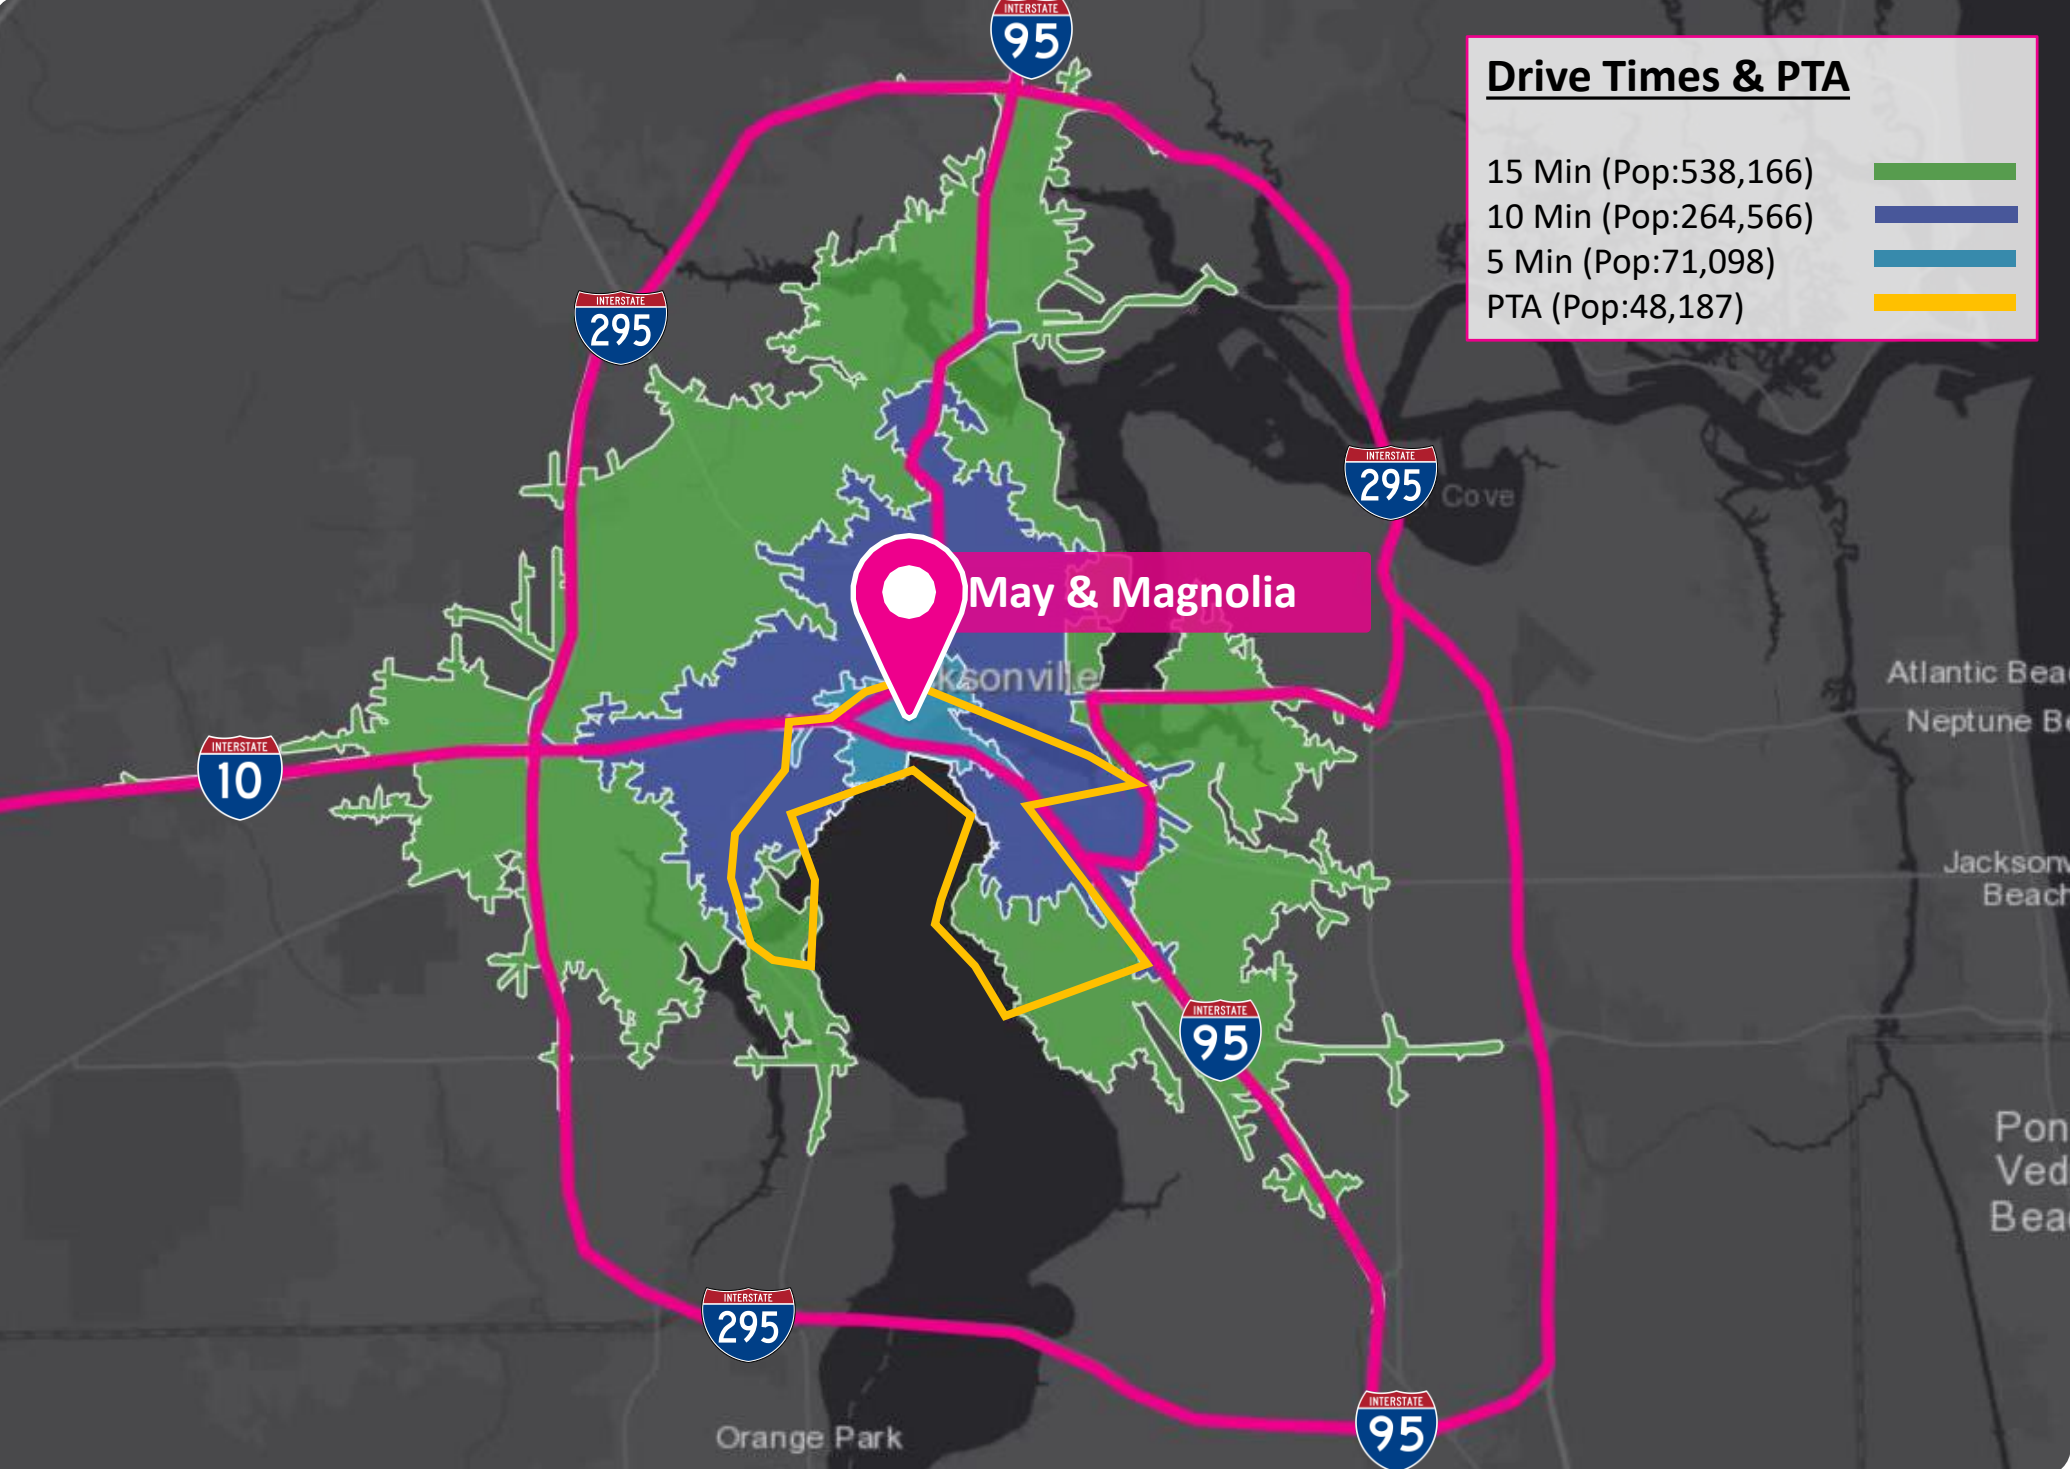 INTERSTATE
95
Drive Times & PTA
15 Min (Pop:538,166)
10 Min (Pop:264,566)
5 Min (Pop:71,098)
PTA (Pop:48,187)
INTERSTATE
295
INTERSTATE
295
Cove
May & Magnolia
ksonville
Atlantic Bea
Neptune B
INTERSTATE
10
Jacksonv
Beach
INTERSTATE
95
Pon
Ved
Bea
INTERSTATE
295
INTERSTATE
95
Orange Park